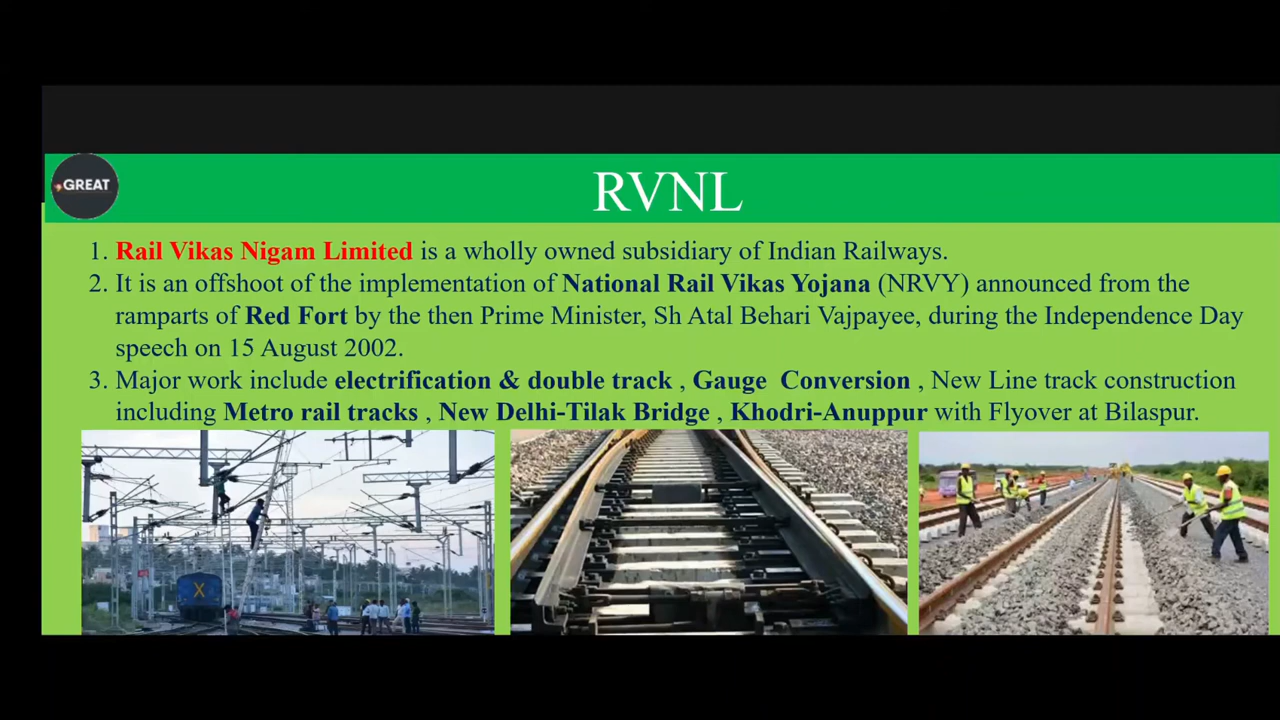 GREAT
RVNL
1. Rail Vikas Nigam Limited is a wholly owned subsidiary of Indian Railways.
2. It is an offshoot of the implementation of National Rail Vikas Yojana (NRVY) announced from the
ramparts of Red Fort by the then Prime Minister, Sh Atal Behari Vajpayee, during the Independence Day
speech on 15 August 2002.
3. Major work include electrification & double track , Gauge Conversion , New Line track construction
including Metro rail tracks , New Delhi-Tilak Bridge , Khodri-Anuppur with Flyover at Bilaspur.
X